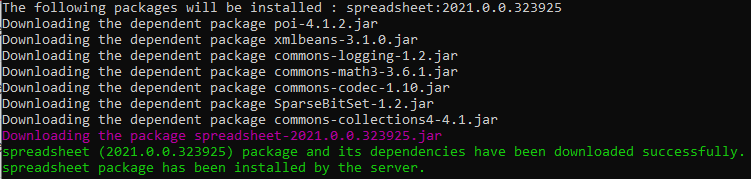 The following packages will be installed : spreadsheet:2021.0.0.323925
Downloading the dependent package poi-4.1.2.jar
Downloading the dependent package xmlbeans-3.1.0.jar
Downloading the dependent package commons-logging-1.2.jar
Downloading the dependent package commons-math3-3.6.1.jar
Downloading the dependent package commons-codec-1.10.jar
Downloading the dependent package SparseBitSet-1.2.jar
Downloading the dependent package commons-collections4-4.1.jar
Downloading the package spreadsheet-2021.0.0.323925.jar
spreadsheet (2021.0.0.323925) package and its dependencies have been downloaded successfully.
spreadsheet package has been installed by the server.